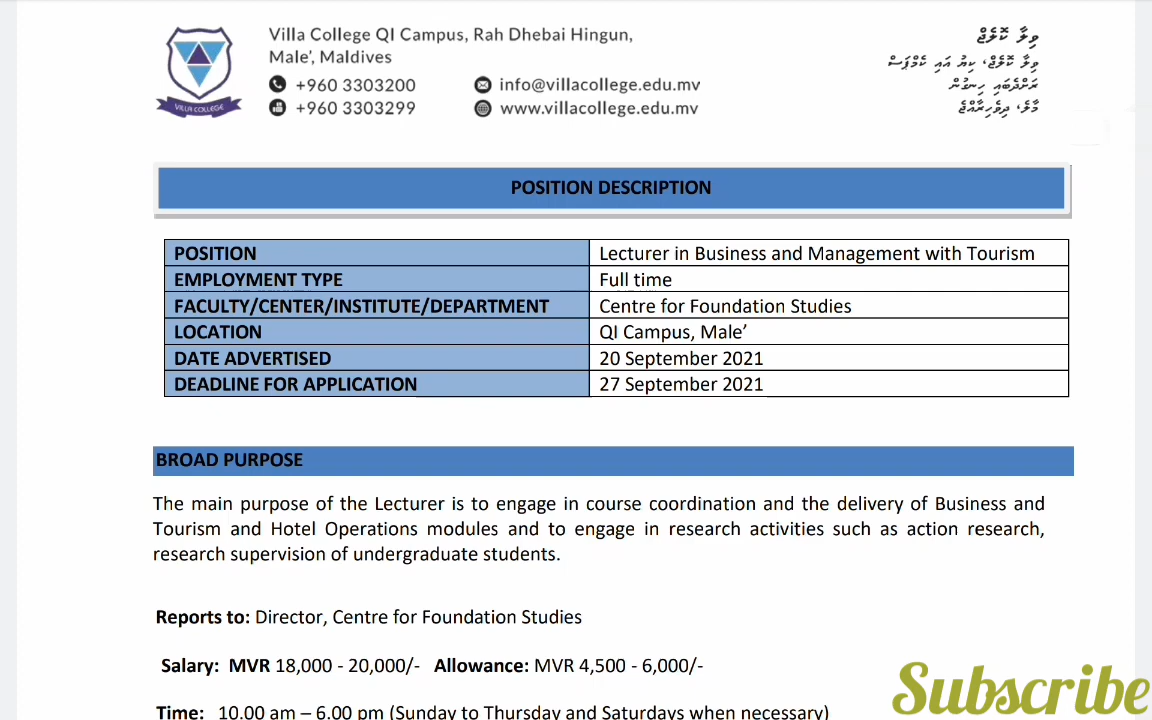 Villa College QI Campus, Rah Dhebai Hingun,
Male’, Maldives
+960 3303200
info@villacollege.edu.mv
+960 3303299
www.villacollege.edu.mv
VILLA COLLEGE
ވިލާ ކޮލެޖް
ވިލާ ކޮލެޖް، ކިޔު އައި ކެމްޕަސް
ރަށްދެބައި ހިނގުން
މާލެ، ދިވެހިރާއްޖެ
POSITION DESCRIPTION
POSITION Lecturer in Business and Management with Tourism
EMPLOYMENT TYPE Full time
FACULTY/CENTER/INSTITUTE/DEPARTMENT Centre for Foundation Studies
LOCATION QI Campus, Male’
DATE ADVERTISED 20 September 2021
DEADLINE FOR APPLICATION 27 September 2021
BROAD PURPOSE
The main purpose of the Lecturer is to engage in course coordination and the delivery of Business and
Tourism and Hotel Operations modules and to engage in research activities such as action research,
research supervision of undergraduate students.
Reports to: Director, Centre for Foundation Studies
Salary: MVR 18,000 - 20,000/- Allowance: MVR 4,500 - 6,000/-
Time: 10.00 am – 6.00 pm (Sunday to Thursday and Saturdays when necessary)
Subscribe